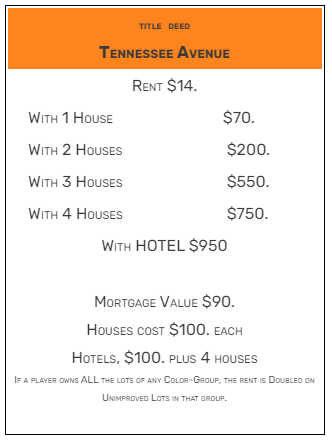 TITLE DEED
TENNESSEE AVENUE
RENT $14.
WITH 1 HOUSE $70.
WITH 2 HOUSES $200.
WITH 3 HOUSES $550.
WITH 4 HOUSES $750.
WITH HOTEL $950
MORTGAGE VALUE $90.
HOUSES COST $100. EACH
HOTELS, $100. PLUS 4 HOUSES
IF A PLAYER OWNS ALL THE LOTS OF ANY COLOR-GROUP, THE RENT IS DOUBLED ON
UNIMPROVED LOTS IN THAT GROUP.